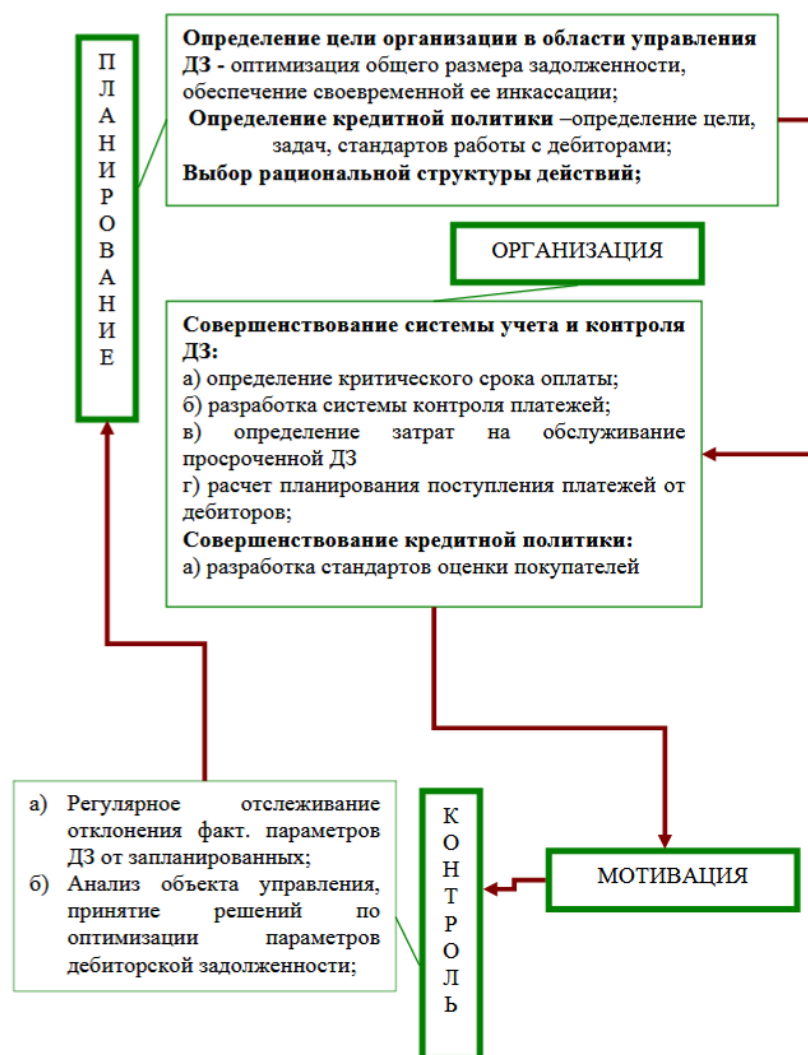 ПЛАНИРОВАНИЕ
Определение цели организации в области управления
ДЗ - оптимизация общего размера задолженности,
обеспечение своевременной ее инкассации;
Определение кредитной политики –определение цели,
задач, стандартов работы с дебиторами;
Выбор рациональной структуры действий;
ОРГАНИЗАЦИЯ
Совершенствование системы учета и контроля
ДЗ:
а) определение критического срока оплаты;
б) разработка системы контроля платежей;
в) определение затрат на обслуживание
просроченной ДЗ
г) расчет планирования поступления платежей от
дебиторов;
Совершенствование кредитной политики:
а) разработка стандартов оценки покупателей
а) Регулярное отслеживание
отклонения факт. параметров
ДЗ от запланированных;
б) Анализ объекта управления,
принятие решений по
оптимизации параметров
дебиторской задолженности;
КОНТРОЛЬ
МОТИВАЦИЯ